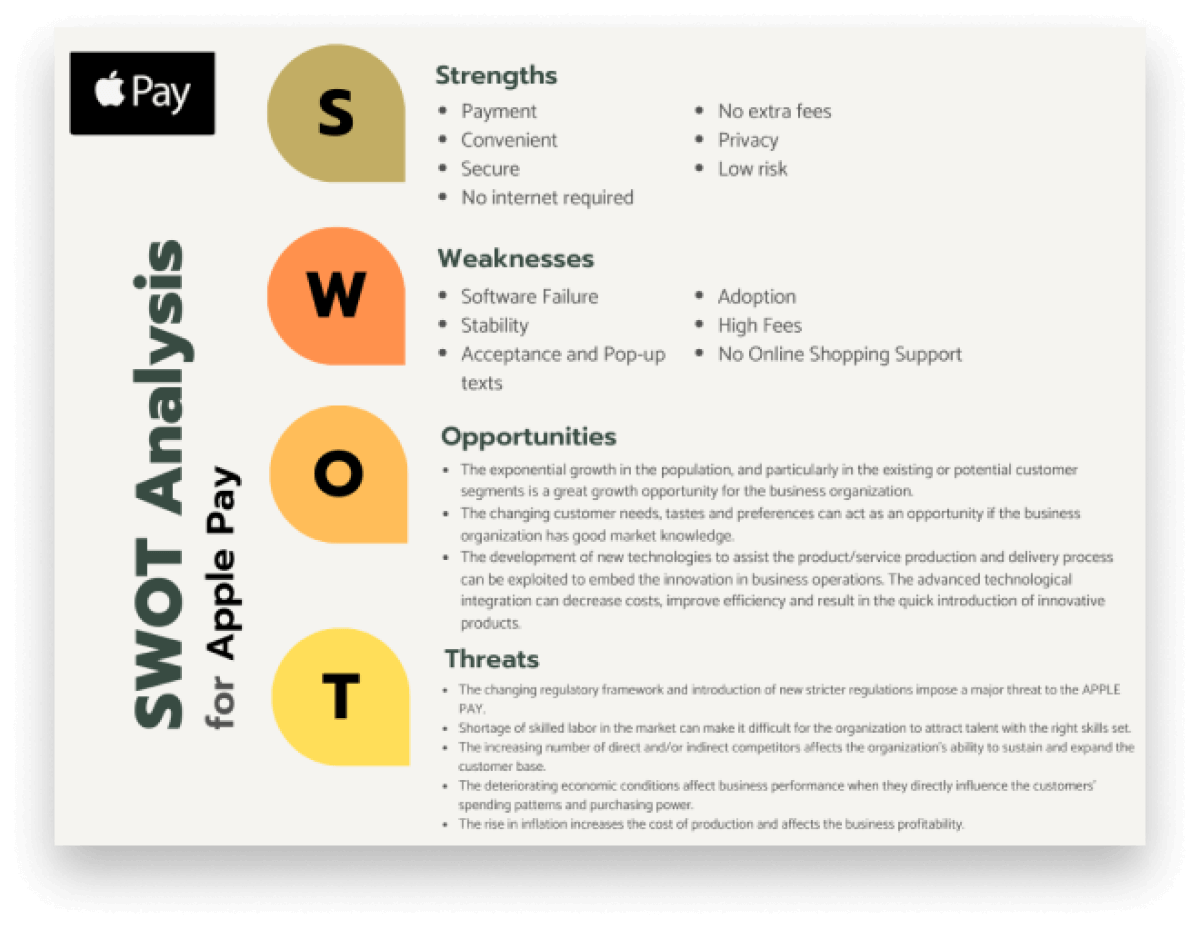 Pay
SWOT Analysis
for Apple Pay
S
Strengths
• Payment
• Convenient
• Secure
• No internet required
• No extra fees
• Privacy
• Low risk
W
Weaknesses
• Software Failure
• Stability
• Acceptance and Pop-up
texts
• Adoption
• High Fees
• No Online Shopping Support
O
Opportunities
• The exponential growth in the population, and particularly in the existing or potential customer
segments is a great growth opportunity for the business organization.
• The changing customer needs, tastes and preferences can act as an opportunity if the business
organization has good market knowledge.
• The development of new technologies to assist the product/service production and delivery process
can be exploited to embed the innovation in business operations. The advanced technological
integration can decrease costs, improve efficiency and result in the quick introduction of innovative
products.
T
Threats
• The changing regulatory framework and introduction of new stricter regulations impose a major threat to the APPLE
PAY.
• Shortage of skilled labor in the market can make it difficult for the organization to attract talent with the right skills set.
• The increasing number of direct and/or indirect competitors affects the organization's ability to sustain and expand the
customer base.
• The deteriorating economic conditions affect business performance when they directly influence the customers'
spending patterns and purchasing power.
• The rise in inflation increases the cost of production and affects the business profitability.